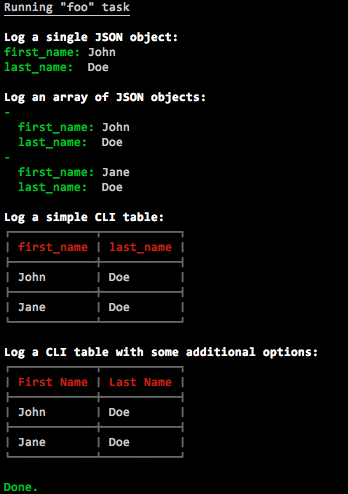 Running "foo" task
Log a single JSON object:
first_name: John
last_name:  Doe
Log an array of JSON objects:
-
  first_name: John
  last_name:  Doe
-
  first_name: Jane
  last_name:  Doe
Log a simple CLI table:
first_name | last_name
John | Doe
Jane | Doe
Log a CLI table with some additional options:
First Name | Last Name
John | Doe
Jane | Doe
Done.